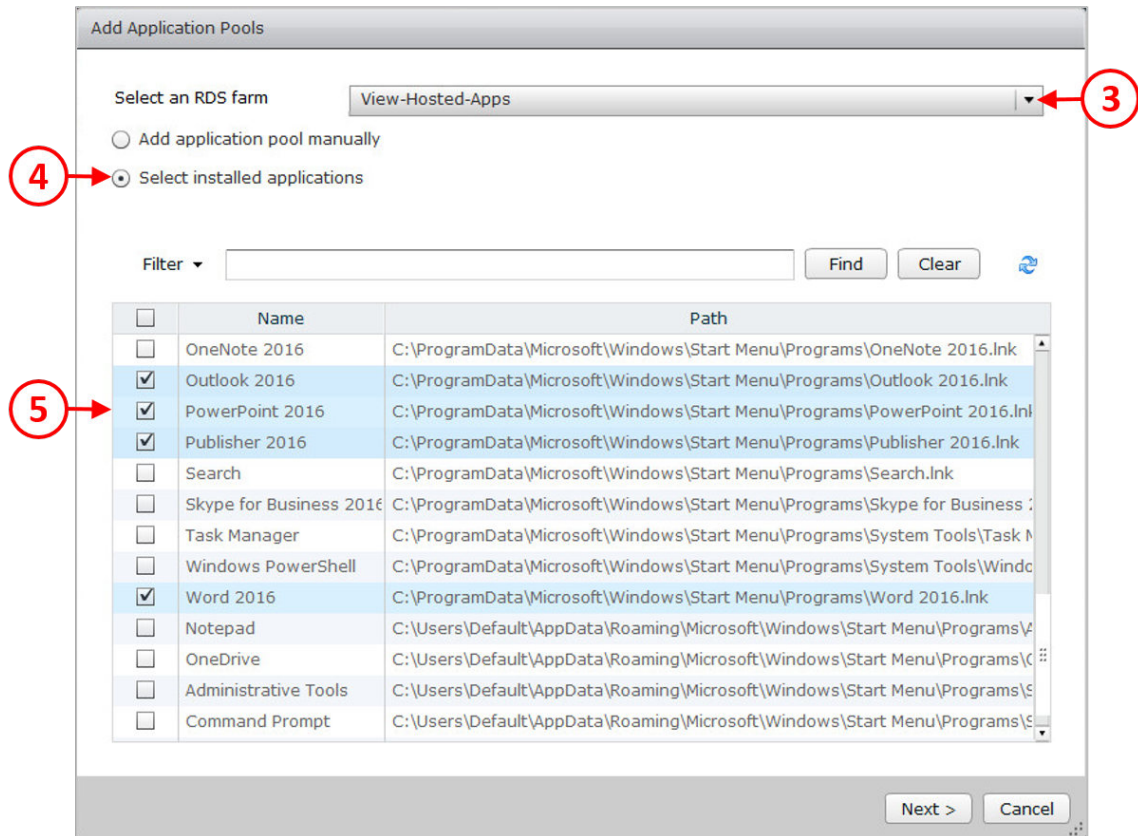 Add Application Pools
Select an RDS farm View-Hosted-Apps 3
Add application pool manually
4 Select installed applications
Filter Find Clear
Name Path
OneNote 2016 C:\ProgramData\Microsoft\Windows\Start Menu\Programs\OneNote 2016.lnk
Outlook 2016 C:\ProgramData\Microsoft\Windows\Start Menu\Programs\Outlook 2016.lnk
5 PowerPoint 2016 C:\ProgramData\Microsoft\Windows\Start Menu\Programs\PowerPoint 2016.lnk
Publisher 2016 C:\ProgramData\Microsoft\Windows\Start Menu\Programs\Publisher 2016.lnk
Search C:\ProgramData\Microsoft\Windows\Start Menu\Programs\Search.lnk
Skype for Business 2016 C:\ProgramData\Microsoft\Windows\Start Menu\Programs\Skype for Business
Task Manager C:\ProgramData\Microsoft\Windows\Start Menu\Programs\System Tools\Task
Windows PowerShell C:\ProgramData\Microsoft\Windows\Start Menu\Programs\System Tools\Windo
Word 2016 C:\ProgramData\Microsoft\Windows\Start Menu\Programs\Word 2016.lnk
Notepad C:\Users\Default\AppData\Roaming\Microsoft\Windows\Start Menu\Programs\
OneDrive C:\Users\Default\AppData\Roaming\Microsoft\Windows\Start Menu\Programs\
Administrative Tools C:\Users\Default\AppData\Roaming\Microsoft\Windows\Start Menu\Programs\
Command Prompt C:\Users\Default\AppData\Roaming\Microsoft\Windows\Start Menu\Programs\
Next > Cancel